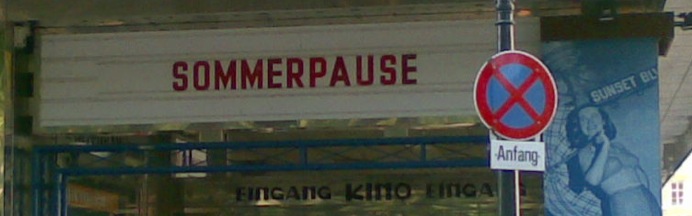 SOMMERPAUSE
SUNSET BL
Anfang
EINGANG KINO EINGANG